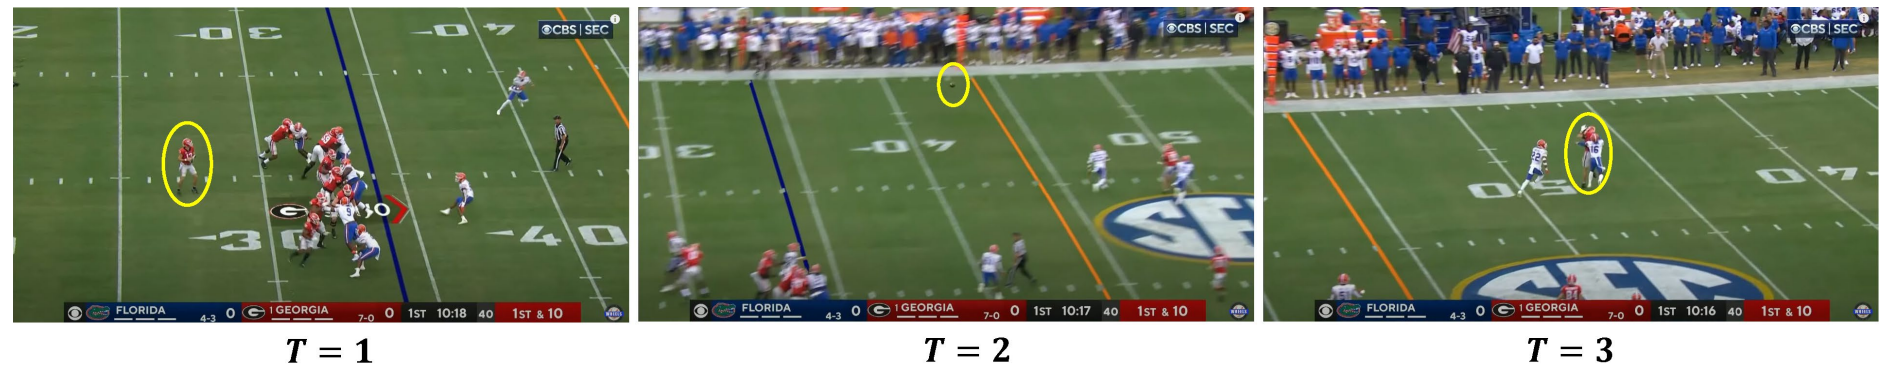 30 40
CBS | SEC
30 40
G
30
FLORIDA 4-3 0 G 1 GEORGIA 7-0 0 1ST 10:18 40 1ST & 10
T = 1
CBS | SEC
30 40 50
SEC
FLORIDA 4-3 0 G 1 GEORGIA 7-0 0 1ST 10:17 40 1ST & 10
T = 2
CBS | SEC
22 16
50 40
SEC
FLORIDA 4-3 0 G 1 GEORGIA 7-0 0 1ST 10:16 40 1ST & 10
T = 3